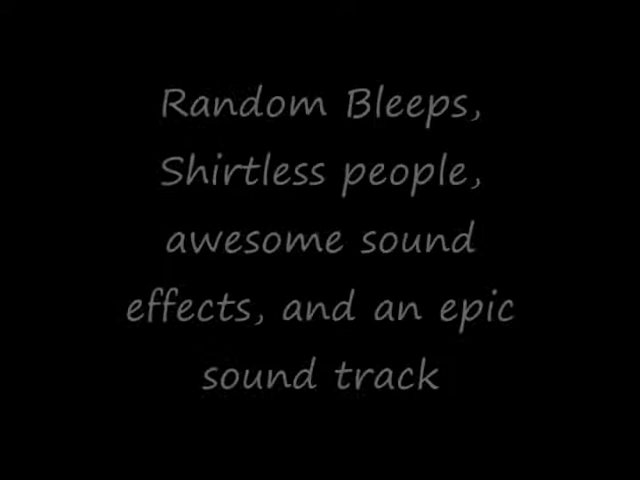 Random Bleeps,
Shirtless people,
awesome sound
effects, and an epic
sound track